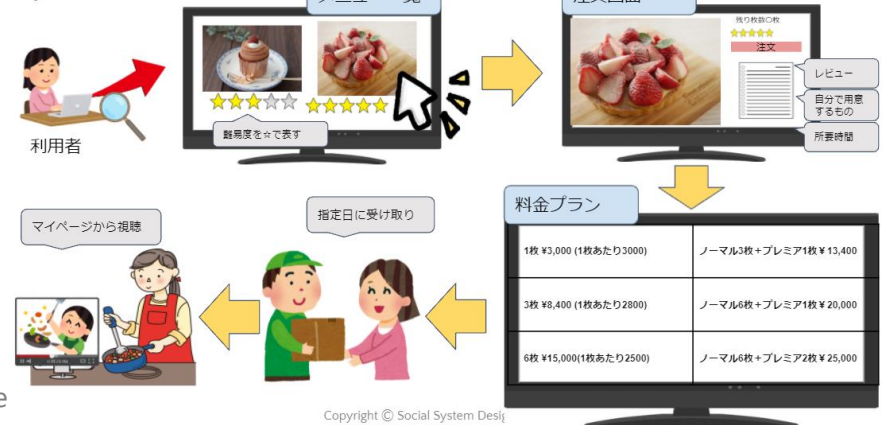 利用者
難易度を☆で表す
残り枚数〇枚
注文
レビュー
自分で用意
するもの
所要時間
料金プラン
1枚 ¥3,000 (1枚あたり3000)
ノーマル3枚+プレミア1枚 ¥ 13,400
3枚 ¥8,400 (1枚あたり2800)
ノーマル6枚+プレミア1枚 ¥ 20,000
6枚 ¥15,000(1枚あたり2500)
ノーマル6枚+プレミア2枚 ¥ 25,000
指定日に受け取り
マイページから視聴
Copyright © Social System